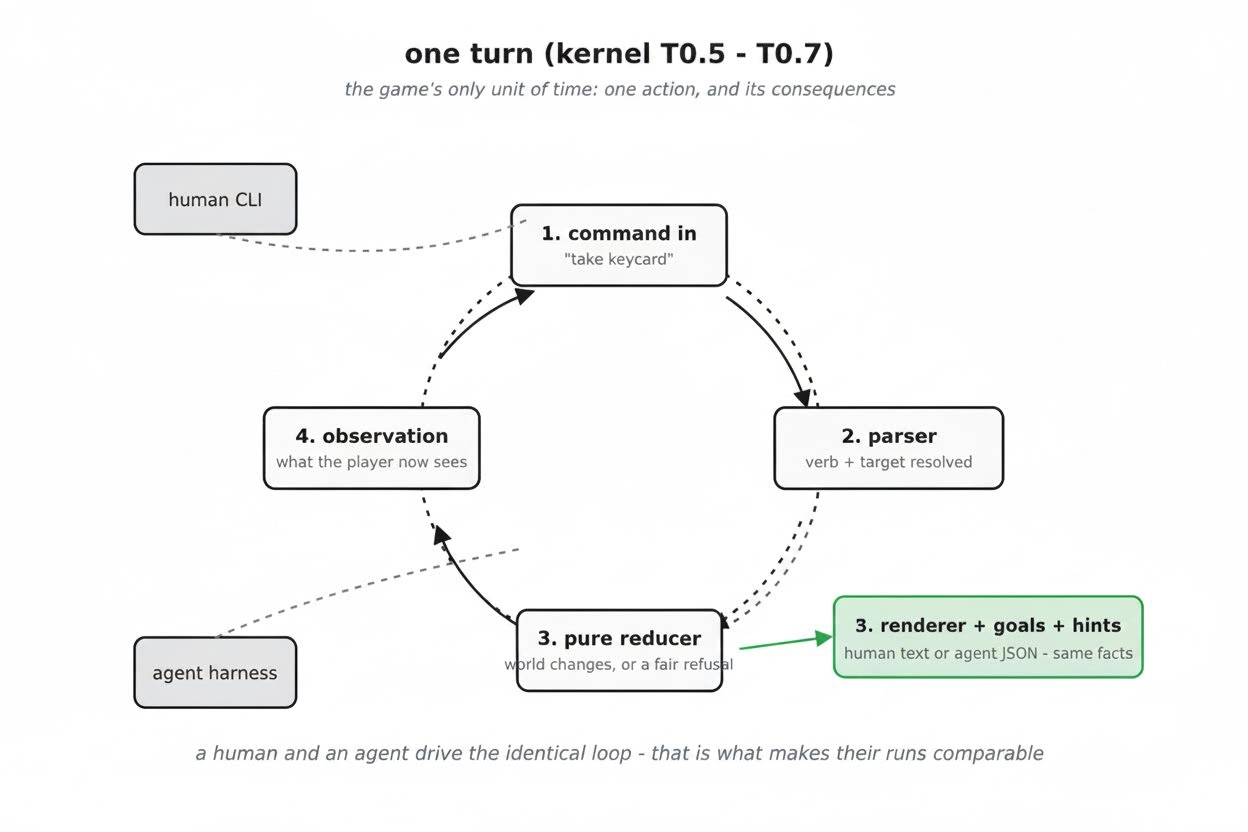 one turn (kernel T0.5 - T0.7)
the game's only unit of time: one action, and its consequences
human CLI
1. command in
"take keycard"
4. observation
what the player now sees
2. parser
verb + target resolved
3. pure reducer
world changes, or a fair refusal
3. renderer + goals + hints
human text or agent JSON - same facts
agent harness
a human and an agent drive the identical loop - that is what makes their runs comparable